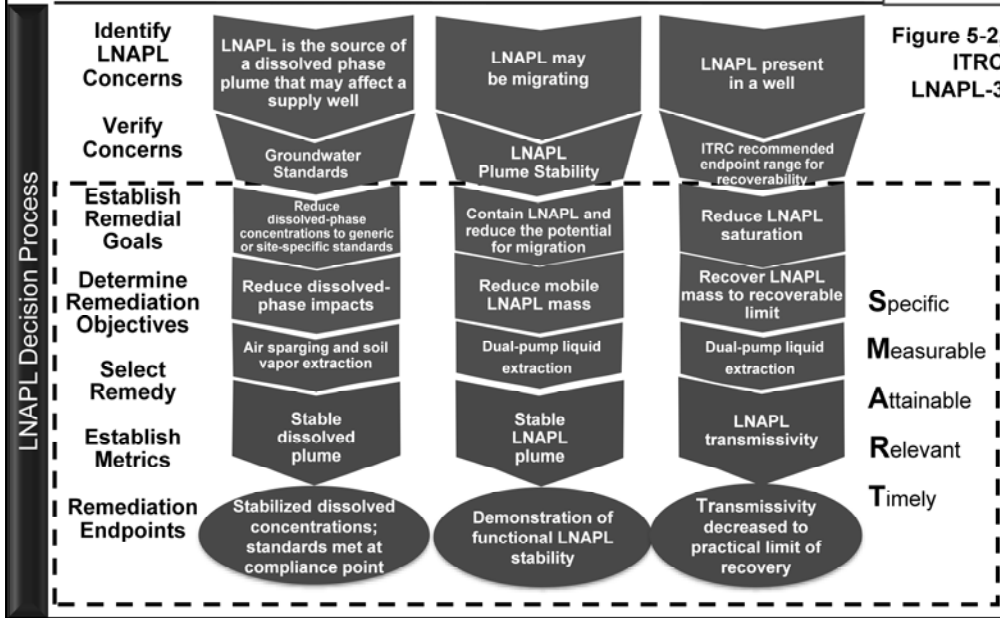 Figure 5-2
ITRC
LNAPL-3
LNAPL Decision Process
Identify
LNAPL
Concerns
LNAPL is the source of
a dissolved phase
plume that may affect a
supply well
LNAPL may
be migrating
LNAPL present
in a well
Verify
Concerns
Groundwater
Standards
LNAPL
Plume Stability
ITRC recommended
endpoint range for
recoverability
Establish
Remedial
Goals
Reduce
dissolved-phase
concentrations to generic
or site-specific standards
Contain LNAPL and
reduce the potential
for migration
Reduce LNAPL
saturation
Determine
Remediation
Objectives
Reduce dissolved-
phase impacts
Reduce mobile
LNAPL mass
Recover LNAPL
mass to recoverable
limit
Select
Remedy
Air sparging and soil
vapor extraction
Dual-pump liquid
extraction
Dual-pump liquid
extraction
Establish
Metrics
Stable
dissolved
plume
Stable
LNAPL
plume
LNAPL
transmissivity
Remediation
Endpoints
Stabilized dissolved
concentrations;
standards met at
compliance point
Demonstration of
functional LNAPL
stability
Transmissivity
decreased to
practical limit of
recovery
Specific
Measurable
Attainable
Relevant
Timely